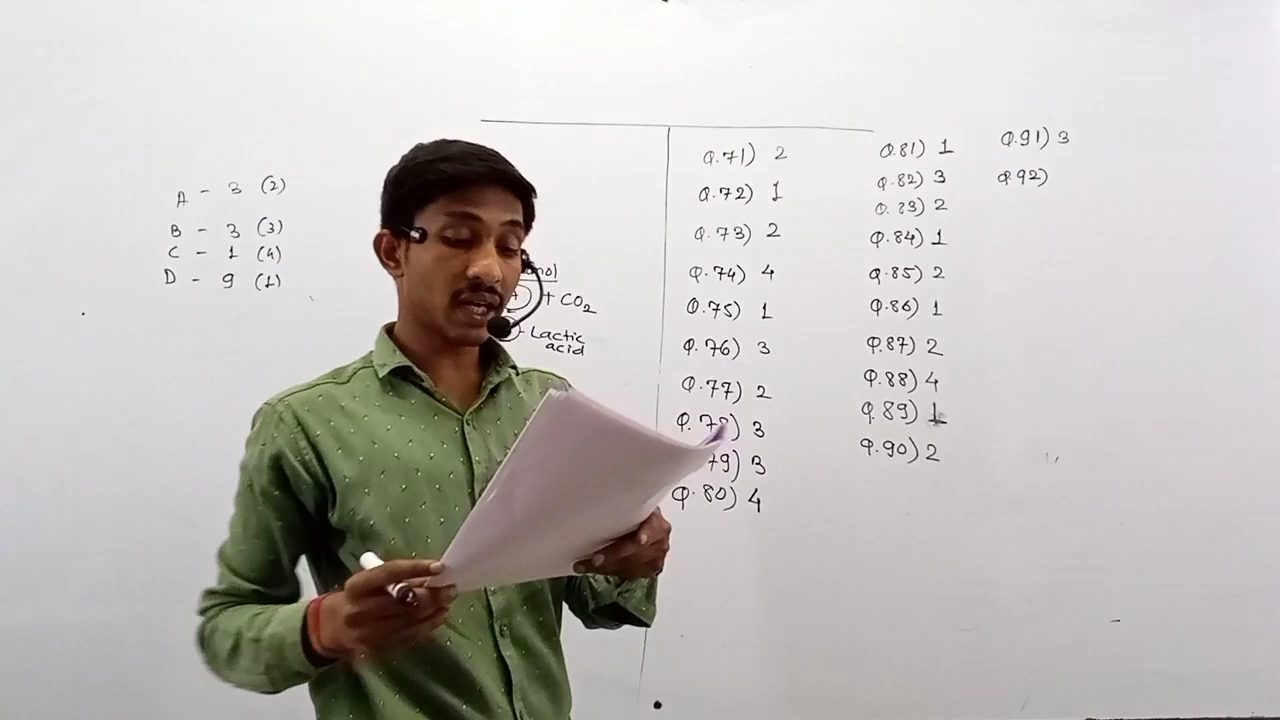 A - 3 (2)
B - 3 (3)
C - 1 (4)
D - 9 (1)
+ CO2
Lactic
acid
Q.71) 2
Q.72) 1
Q.73) 2
Q.74) 4
Q.75) 1
Q.76) 3
Q.77) 2
Q.78) 3
79) 3
Q.80) 4
Q.81) 1
Q.82) 3
Q.83) 2
Q.84) 1
Q.85) 2
Q.86) 1
Q.87) 2
Q.88) 4
Q.89) 1
Q.90) 2
Q.91) 3
Q.92)